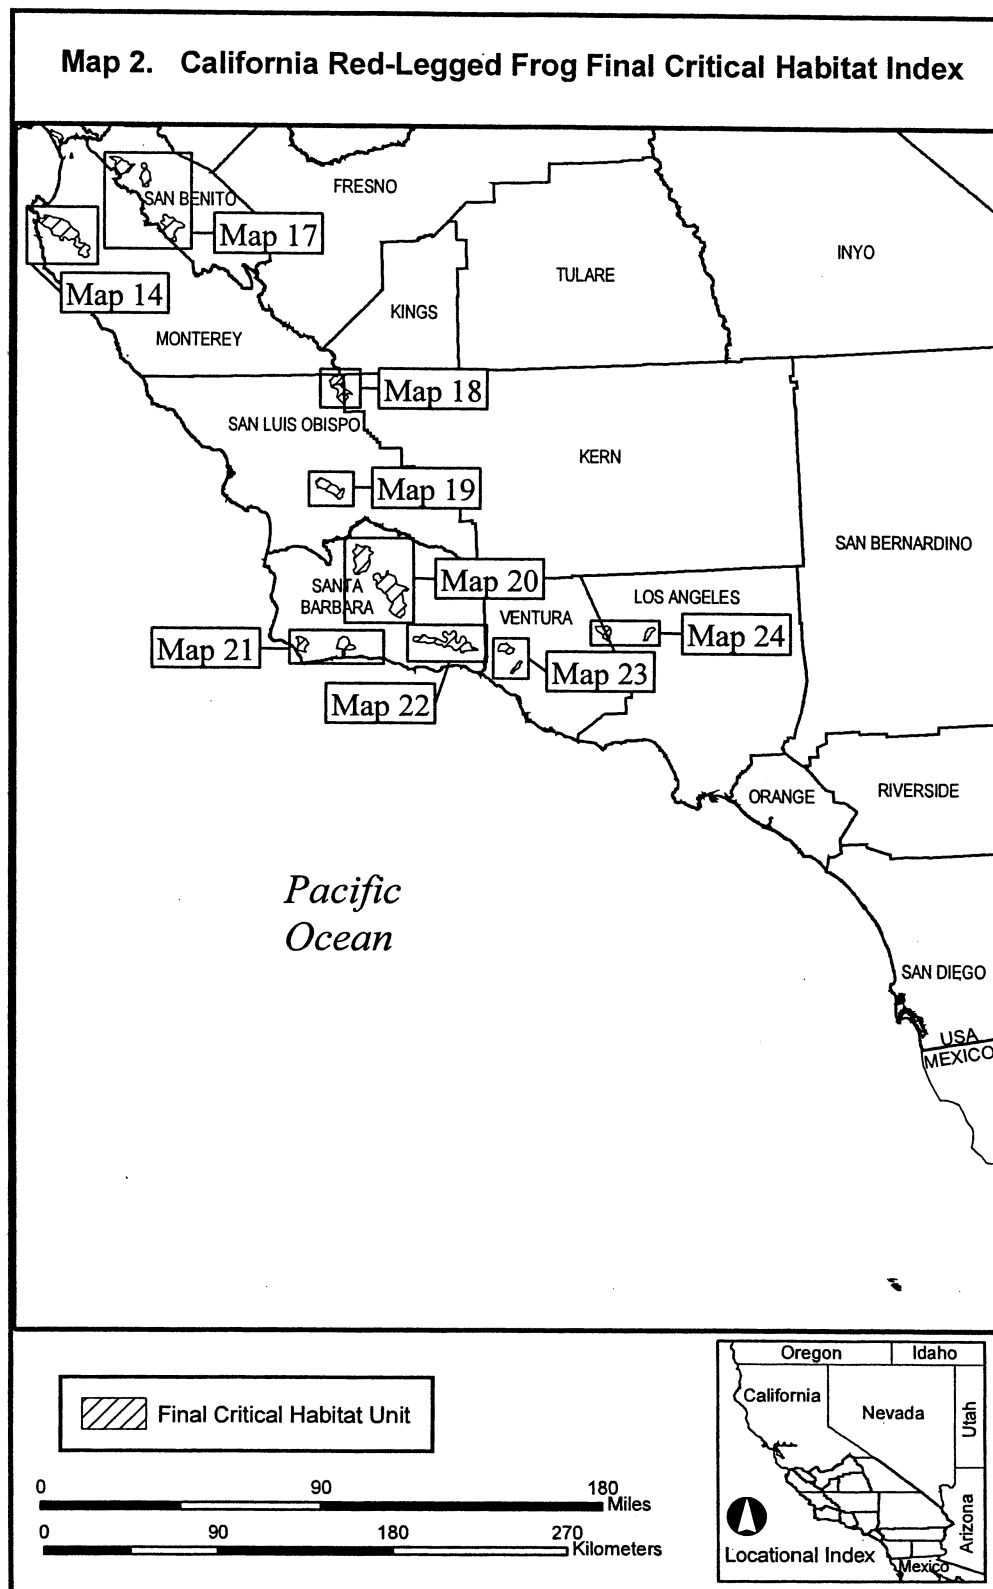 Map 2. California Red-Legged Frog Final Critical Habitat Index
FRESNO
SAN BENITO
Map 17
INYO
TULARE
Map 14
KINGS
MONTEREY
Map 18
SAN LUIS OBISPO
KERN
Map 19
SAN BERNARDINO
Map 20
SANTA
BARBARA
LOS ANGELES
VENTURA
Map 24
Map 21
Map 23
Map 22
ORANGE
RIVERSIDE
Pacific
Ocean
SAN DIEGO
USA
MEXICO
Final Critical Habitat Unit
0 90 180
Miles
0 90 180 270
Kilometers
Oregon
Idaho
California
Nevada
Utah
Arizona
Locational Index
Mexico